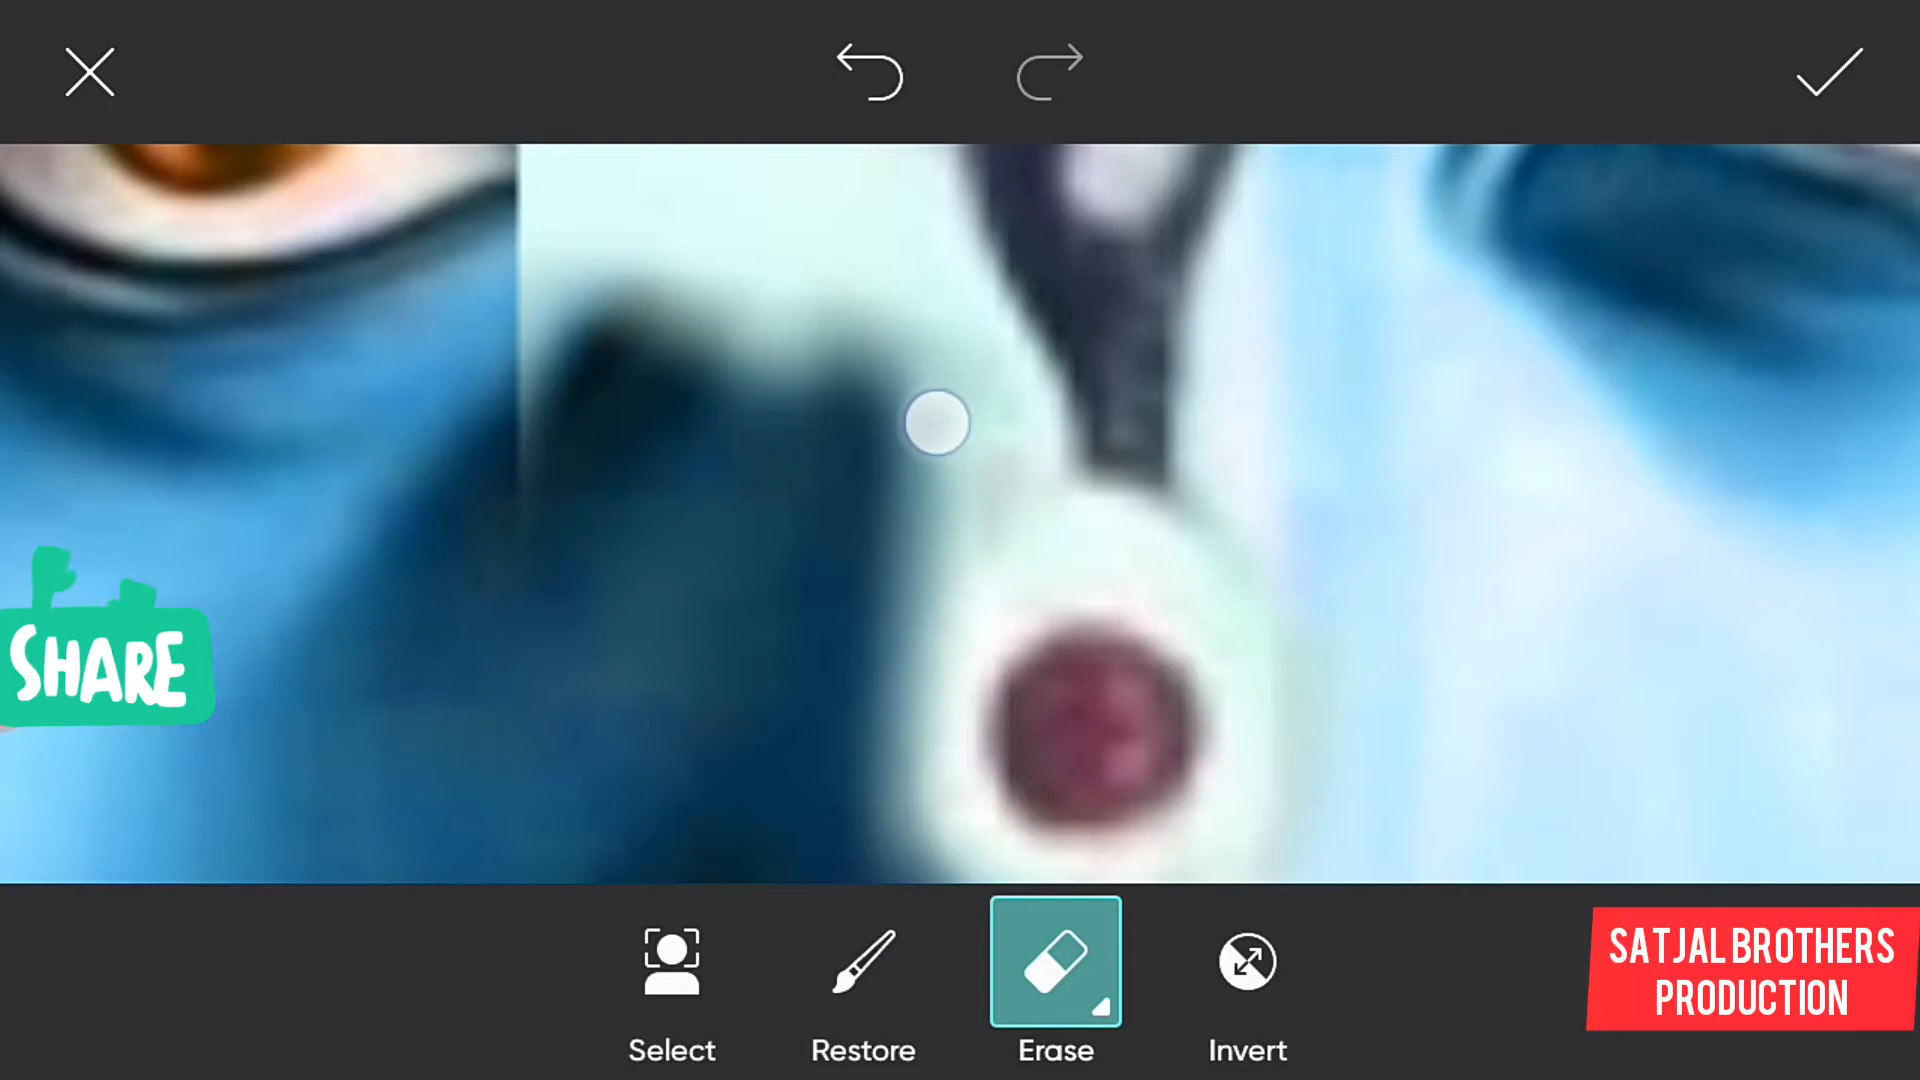 SHARE
Select
Restore
Erase
Invert
SATJAL BROTHERS
PRODUCTION